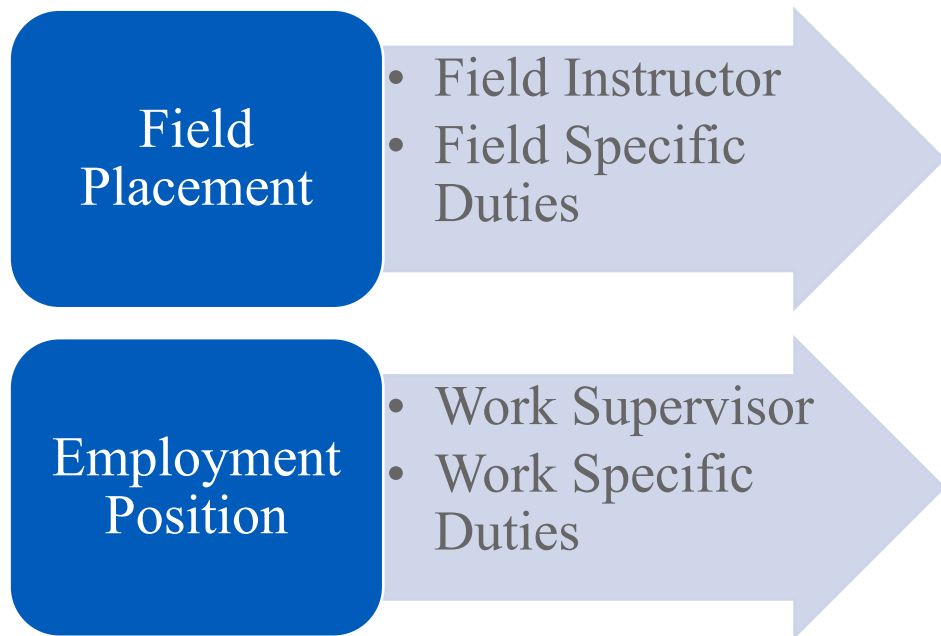 Field
Placement
• Field Instructor
• Field Specific
Duties
Employment
Position
• Work Supervisor
• Work Specific
Duties